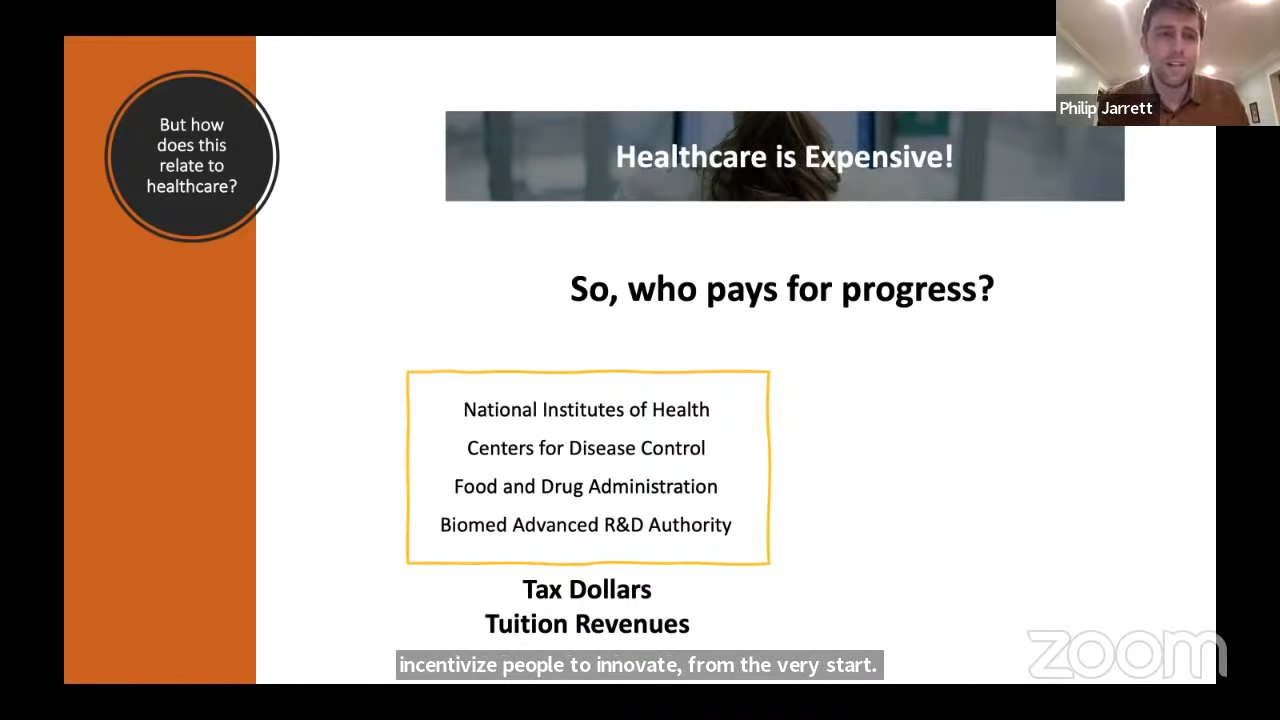 But how
does this
relate to
healthcare?
Philip Jarrett
Healthcare is Expensive!
So, who pays for progress?
National Institutes of Health
Centers for Disease Control
Food and Drug Administration
Biomed Advanced R&D Authority
Tax Dollars
Tuition Revenues
incentivize people to innovate, from the very start.
zoom